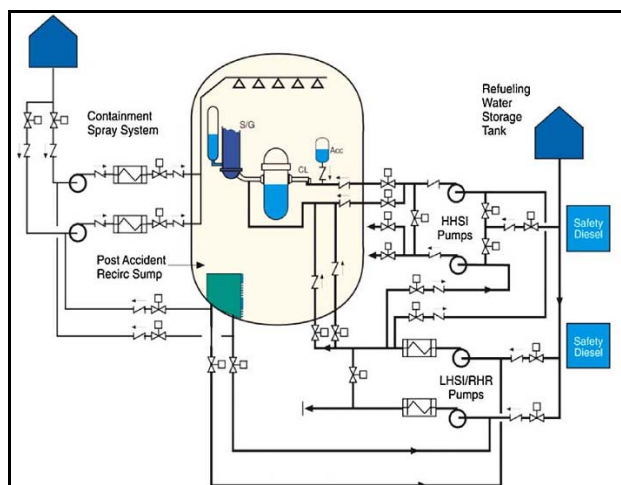 Containment
Spray System
S/G
Acc
CL
Refueling
Water
Storage
Tank
HHSI
Pumps
Safety
Diesel
Post Accident
Recirc Sump
Safety
Diesel
LHSI/RHR
Pumps